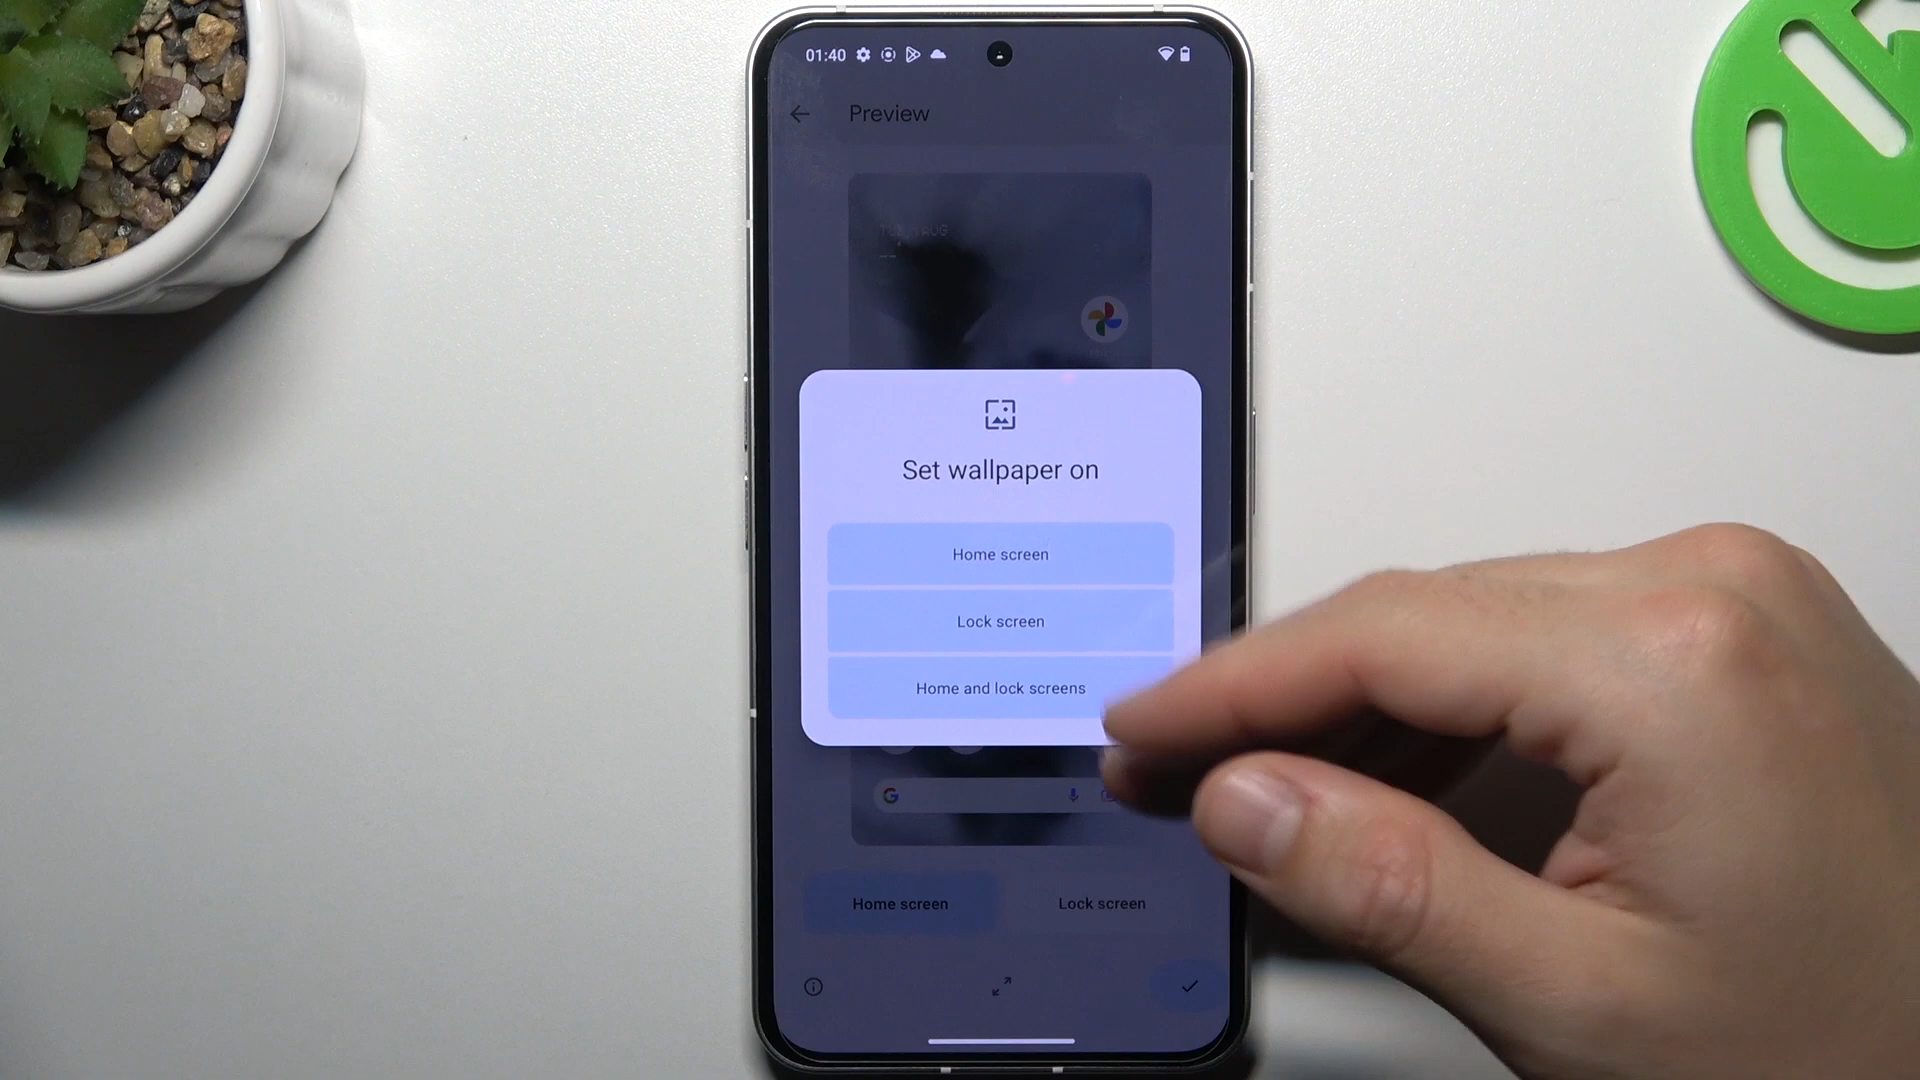 01:40
Preview
Set wallpaper on
Home screen
Lock screen
Home and lock screens
G
Home screen
Lock screen